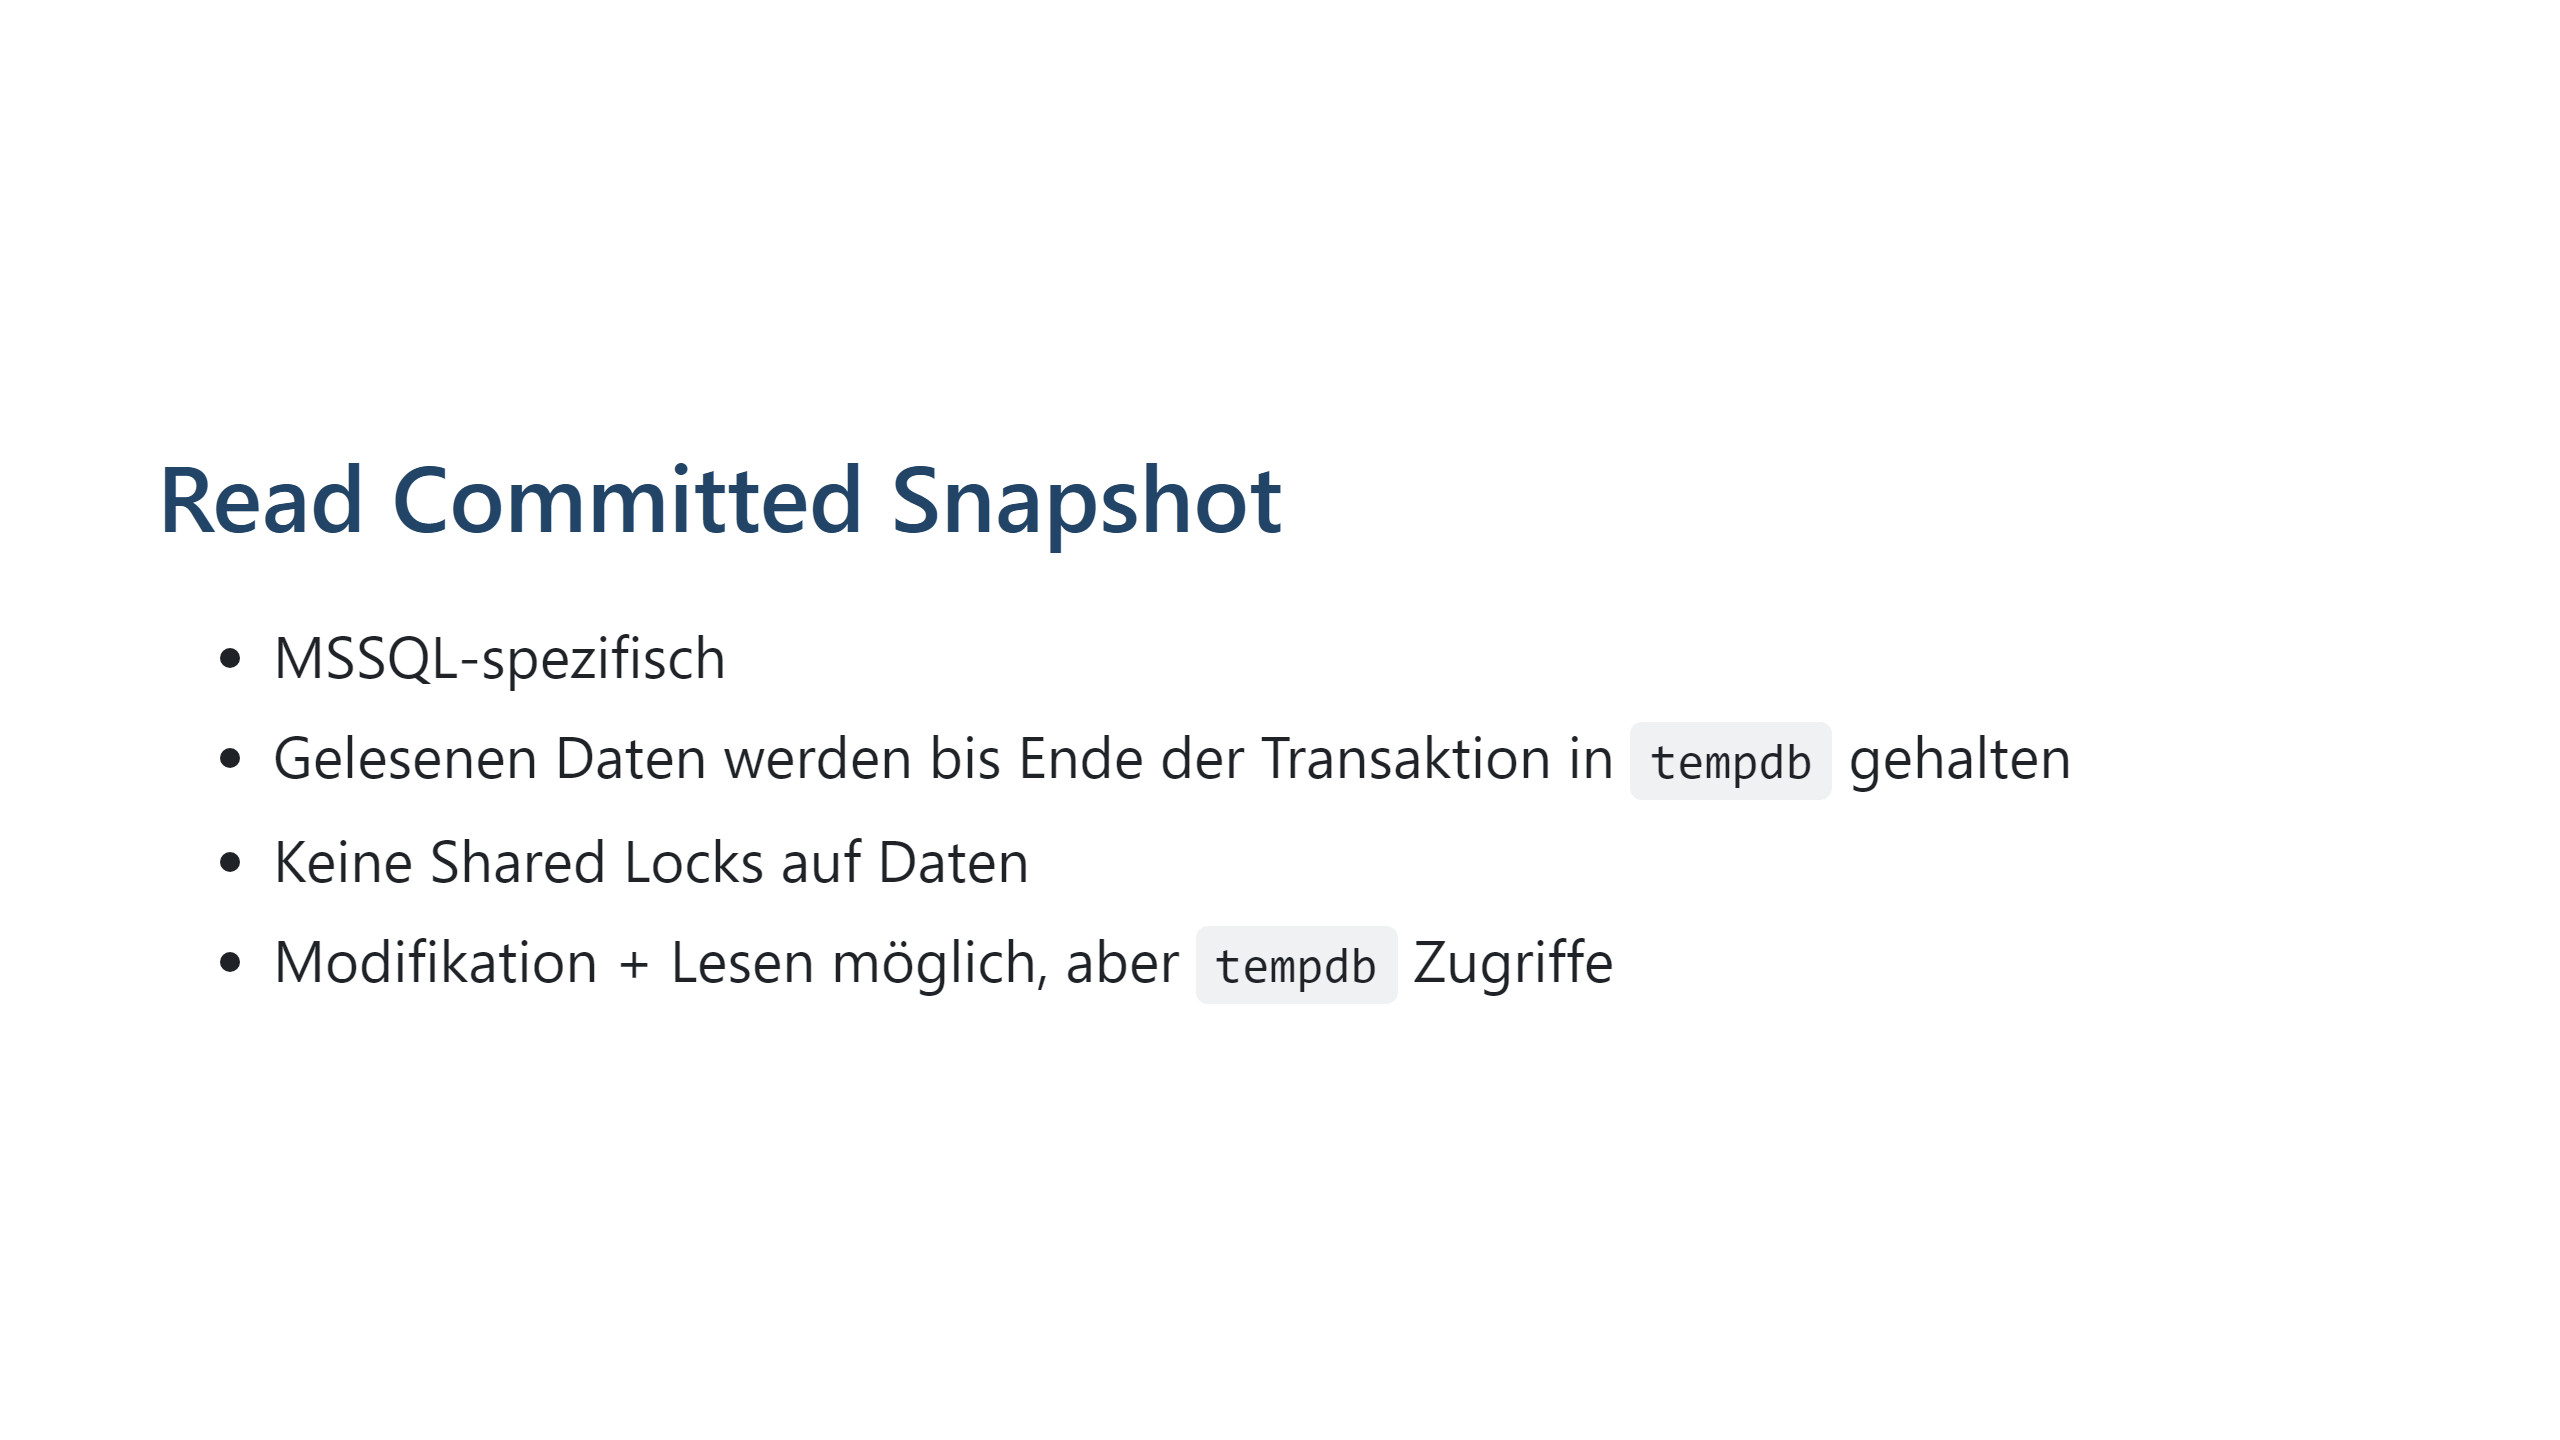 Read Committed Snapshot
MSSQL-spezifisch
Gelesenen Daten werden bis Ende der Transaktion in tempdb gehalten
Keine Shared Locks auf Daten
Modifikation + Lesen möglich, aber tempdb Zugriffe